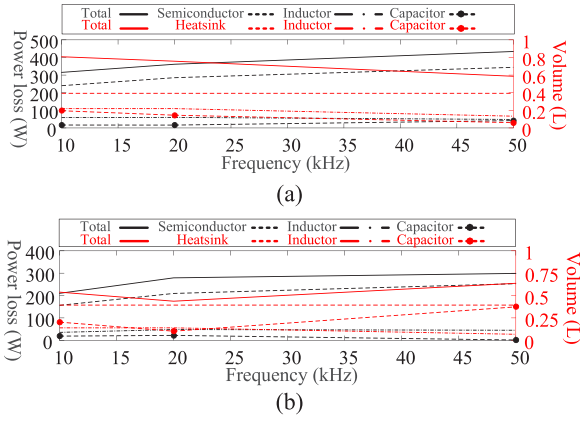 Total Semiconductor Inductor Capacitor
Total Heatsink Inductor Capacitor
500 1
400 0.8
300 0.6
200 0.4
100 0.2
0 0
Power loss (W)
Volume (L)
10 15 20 25 30 35 40 45 50
Frequency (kHz)
(a)
Total Semiconductor Inductor Capacitor
Total Heatsink Inductor Capacitor
400 1
300 0.75
200 0.5
100 0.25
0 0
Power loss (W)
Volume (L)
10 15 20 25 30 35 40 45 50
Frequency (kHz)
(b)